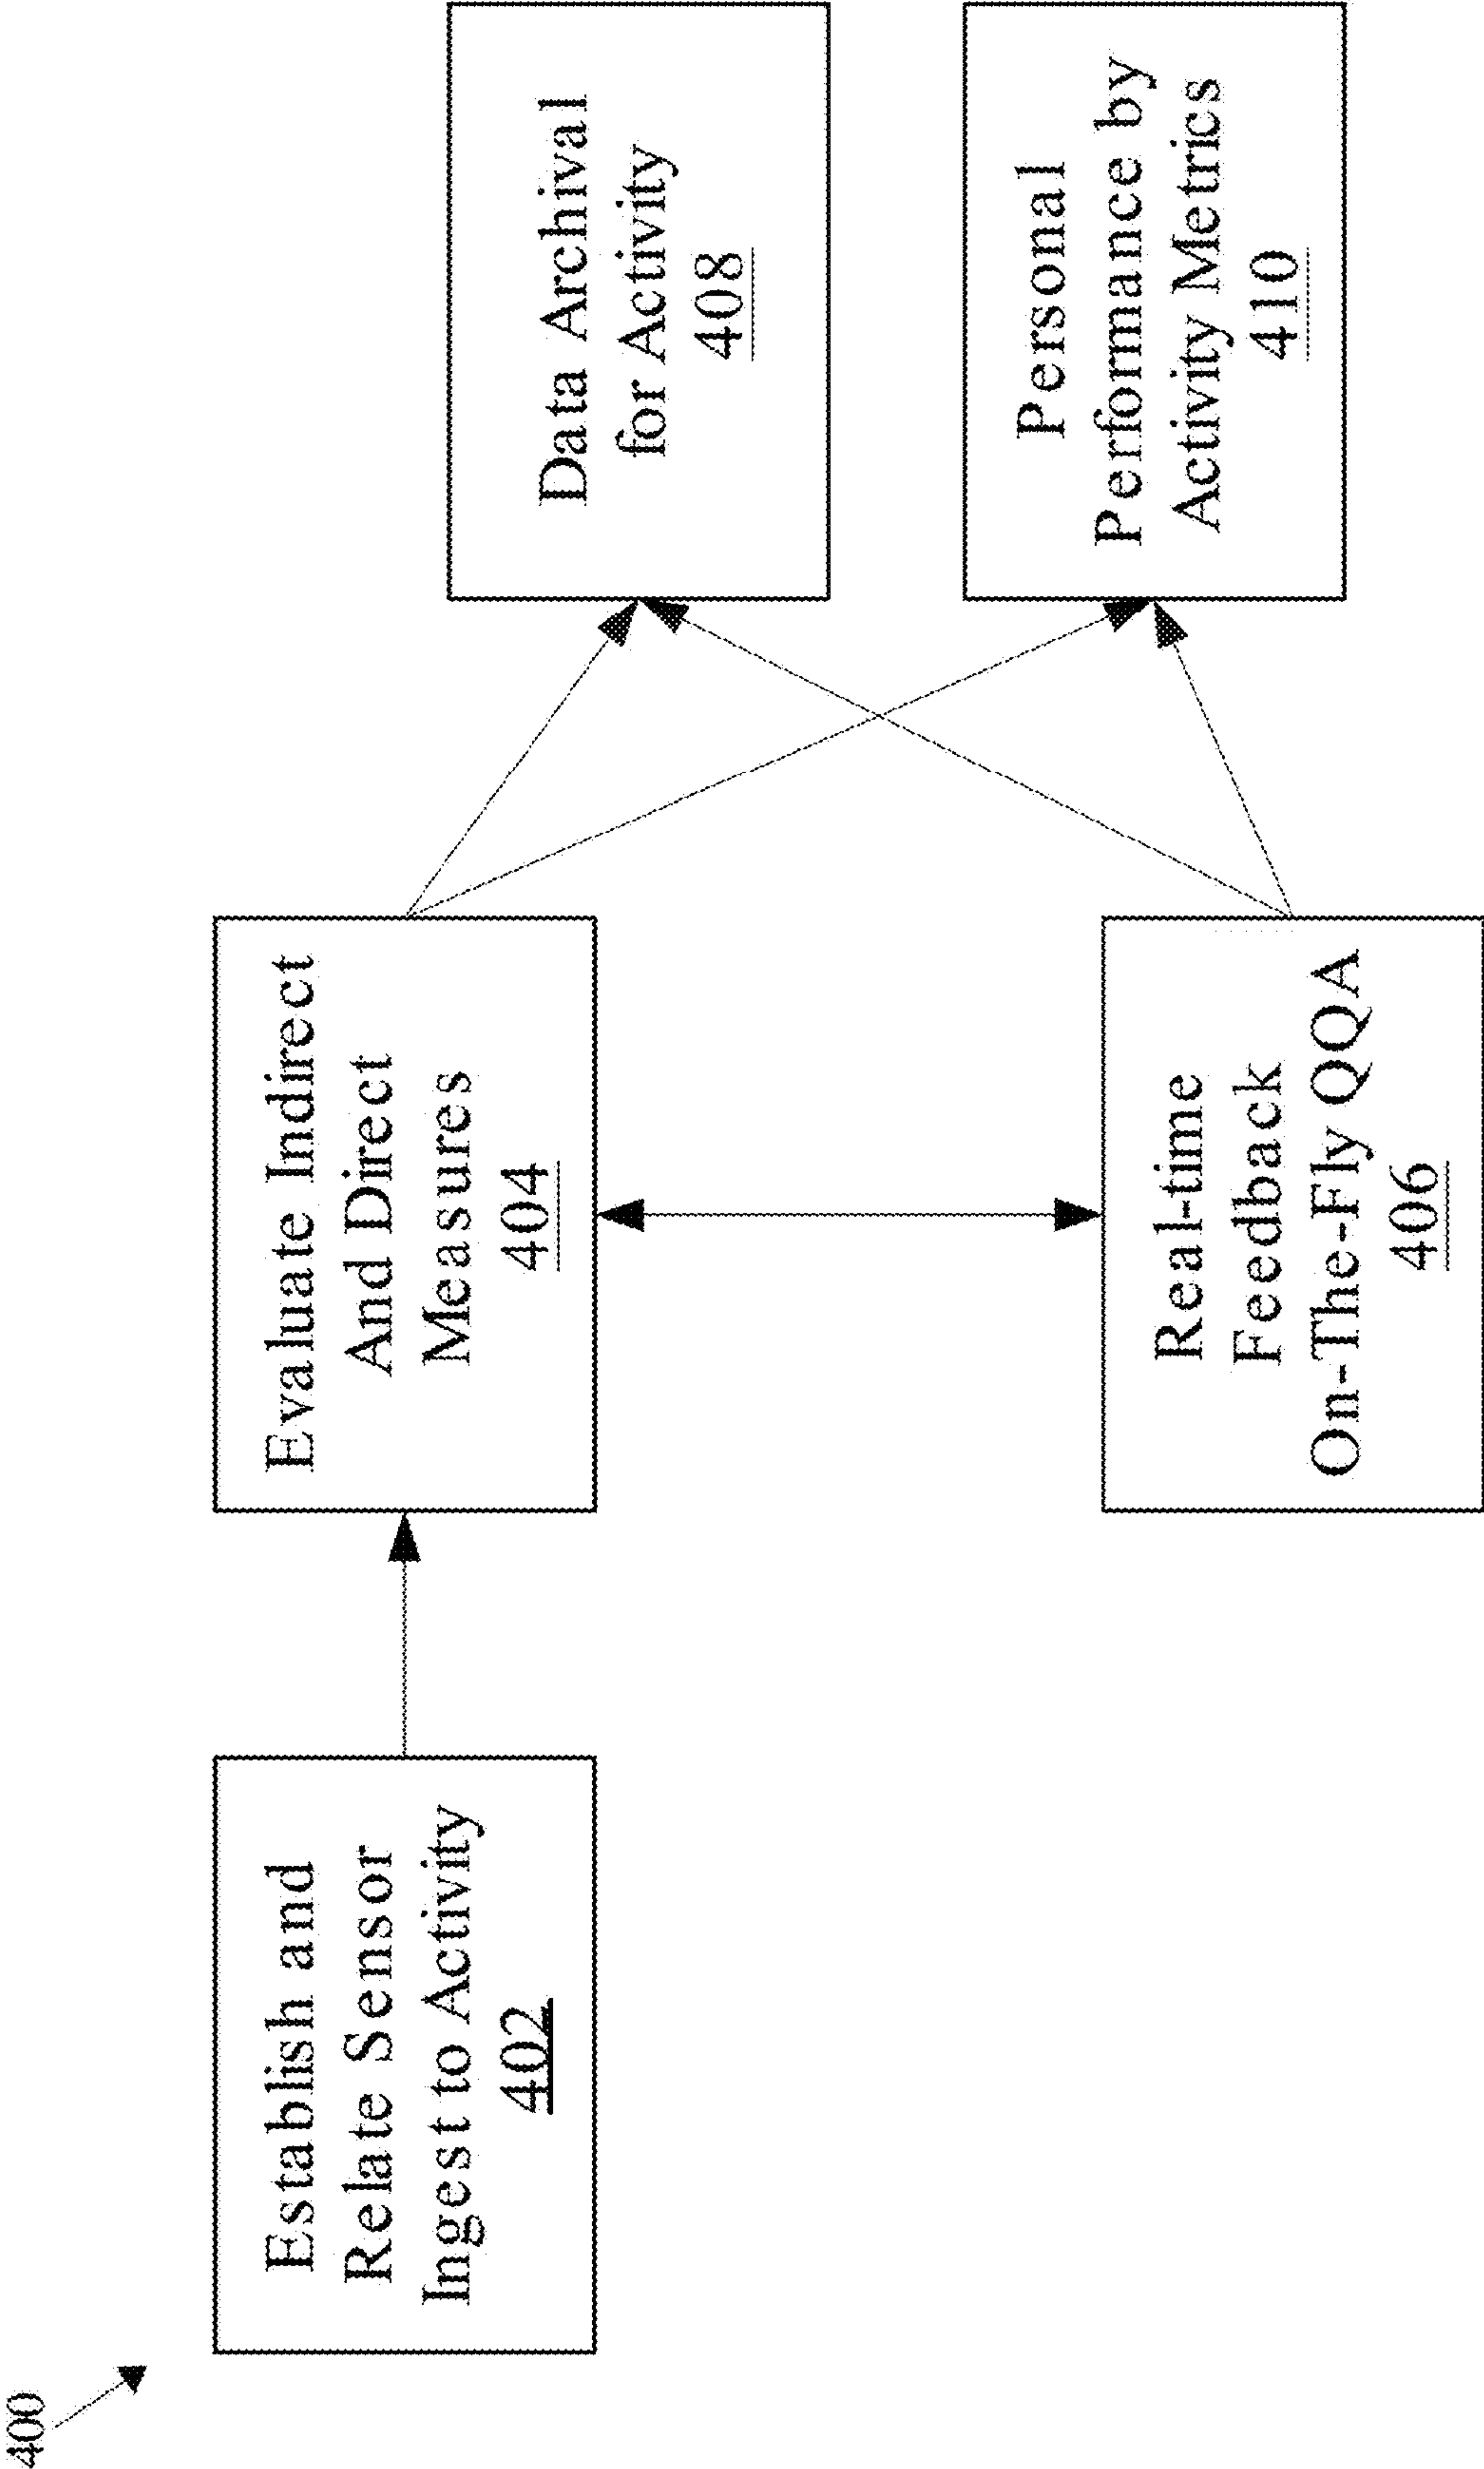 400
Establish and
Relate Sensor
Ingest to Activity
402
Evaluate Indirect
And Direct
Measures
404
Real-time
Feedback
On-The-Fly QQA
406
Data Archival
for Activity
408
Personal
Performance by
Activity Metrics
410